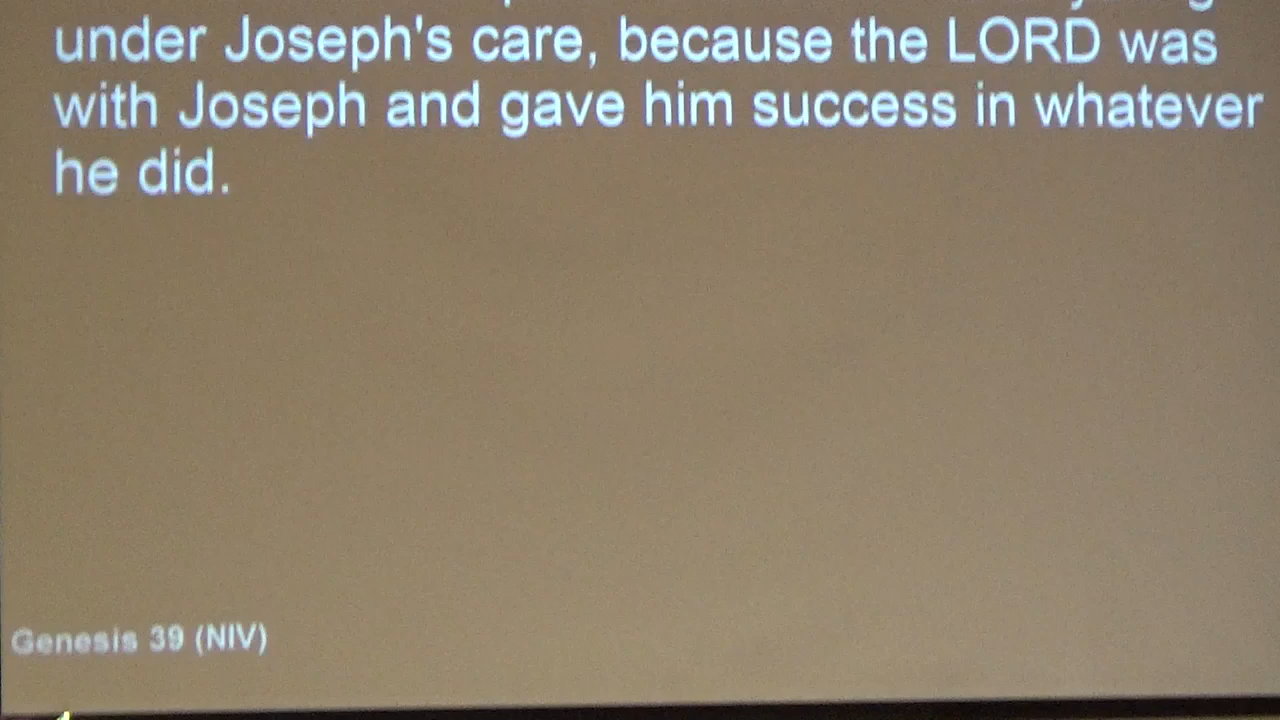 under Joseph's care, because the LORD was
with Joseph and gave him success in whatever
he did.
Genesis 39 (NIV)